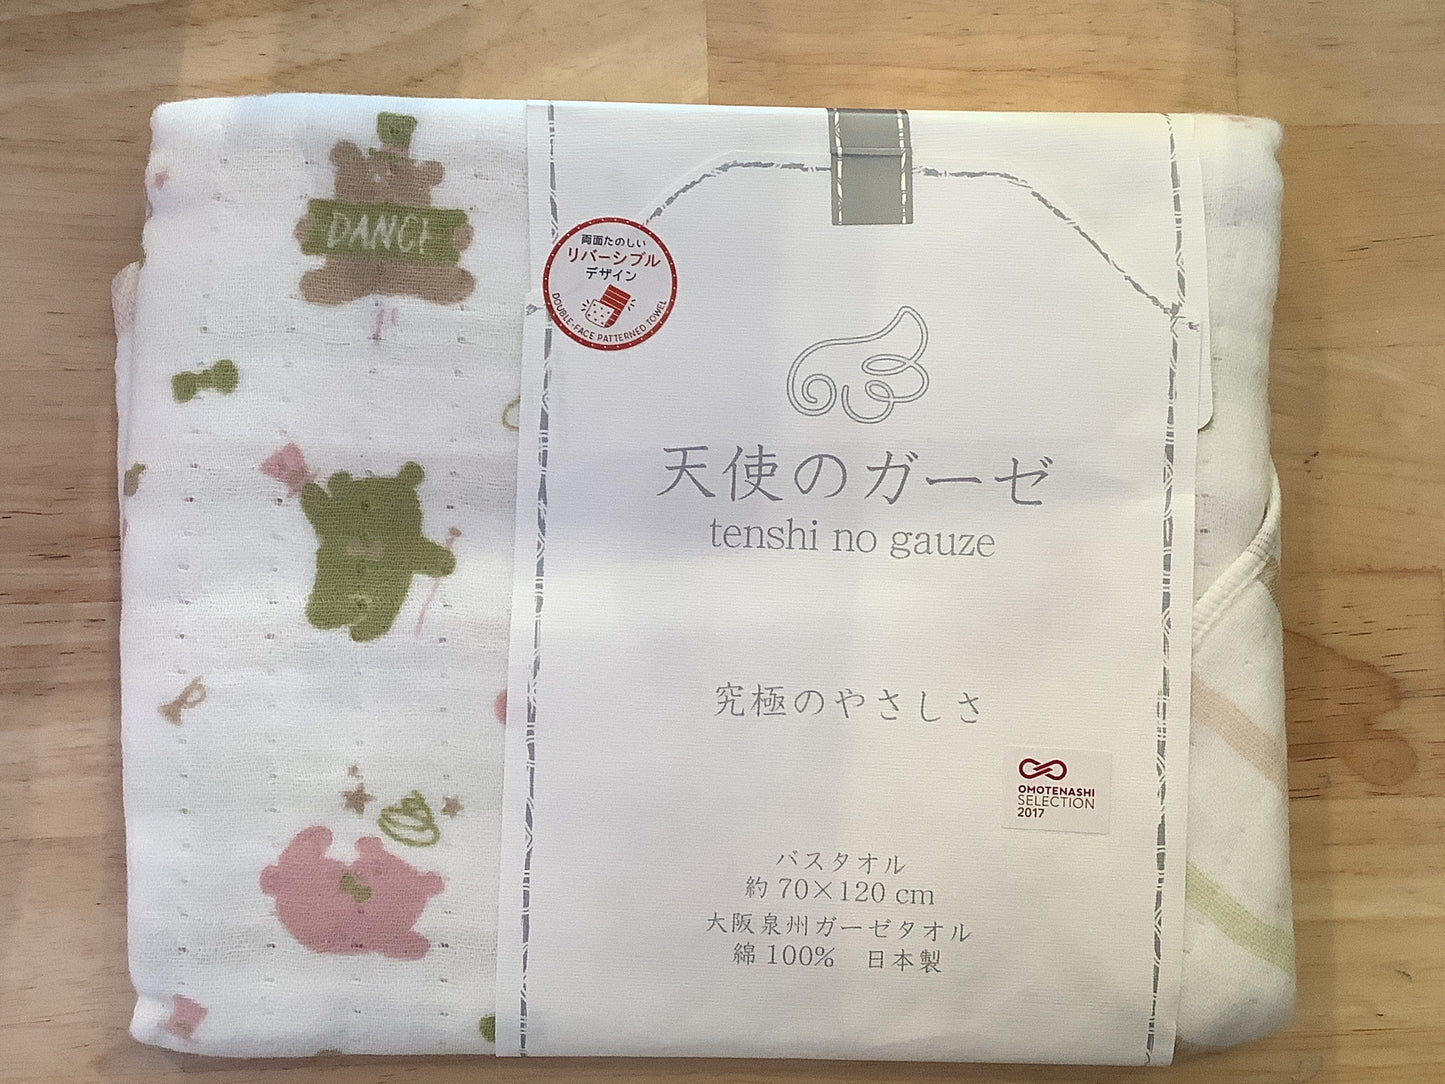 DANCE
両面たのしい
リバーシブル
デザイン
DOUBLE-FACE PATTERNED TOWEL
天使のガーゼ
tenshi no gauze
究極のやさしさ
OMOTENASHI
SELECTION
2017
バスタオル
約 70×120 cm
大阪泉州ガーゼタオル
綿 100% 日本製